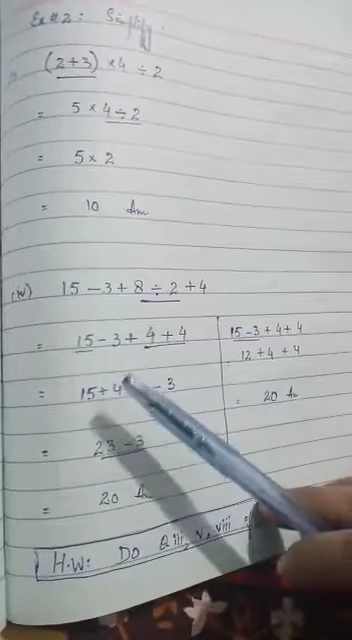 Ex # 2: Simplify.
(2+3) × 4 ÷ 2
= 5 × 4 ÷ 2
= 5 × 2
= 10 Ans
(iv) 15 - 3 + 8 ÷ 2 + 4
= 15 - 3 + 4 + 4
= 15 + 4 - 3
= 23 - 3
= 20 Ans
15 - 3 + 4 + 4
12 + 4 + 4
= 20 Ans
H.W: Do Q iii, v, viii